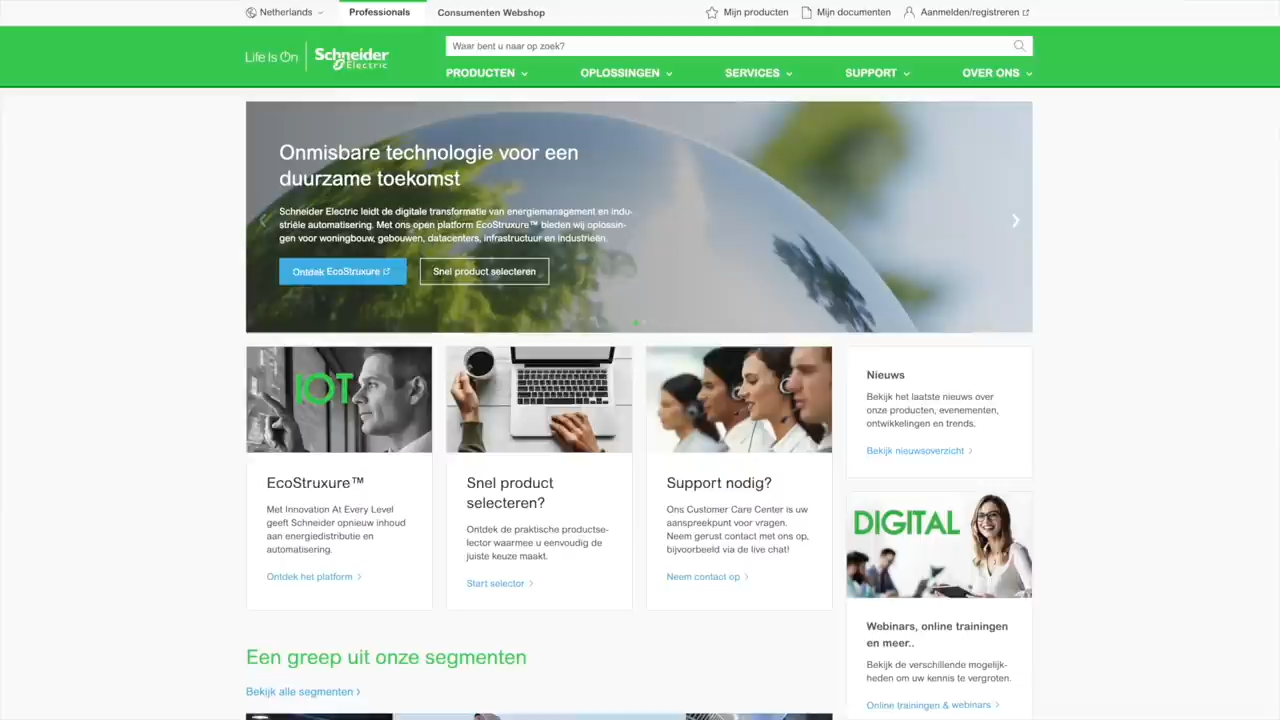 Netherlands
Professionals
Consumenten Webshop
Mijn producten
Mijn documenten
Aanmelden/registreren
Life Is On
Schneider
Electric
Waar bent u naar op zoek?
PRODUCTEN
OPLOSSINGEN
SERVICES
SUPPORT
OVER ONS
Onmisbare technologie voor een
duurzame toekomst
Schneider Electric leidt de digitale transformatie van energiemanagement en indu-
striële automatisering. Met ons open platform EcoStruxure™ bieden wij oplossin-
gen voor woningbouw, gebouwen, datacenters, infrastructuur en industrieën.
Ontdek EcoStruxure
Snel product selecteren
IOT
EcoStruxure™
Met Innovation At Every Level
geeft Schneider opnieuw inhoud
aan energiedistributie en
automatisering.
Ontdek het platform
Snel product
selecteren?
Ontdek de praktische productse-
lector waarmee u eenvoudig de
juiste keuze maakt.
Start selector
Support nodig?
Ons Customer Care Center is uw
aanspreekpunt voor vragen.
Neem gerust contact met ons op,
bijvoorbeeld via de live chat!
Neem contact op
Nieuws
Bekijk het laatste nieuws over
onze producten, evenementen,
ontwikkelingen en trends.
Bekijk nieuwsoverzicht
DIGITAL
Webinars, online trainingen
en meer..
Bekijk de verschillende mogelijk-
heden om uw kennis te vergroten.
Online trainingen & webinars
Een greep uit onze segmenten
Bekijk alle segmenten